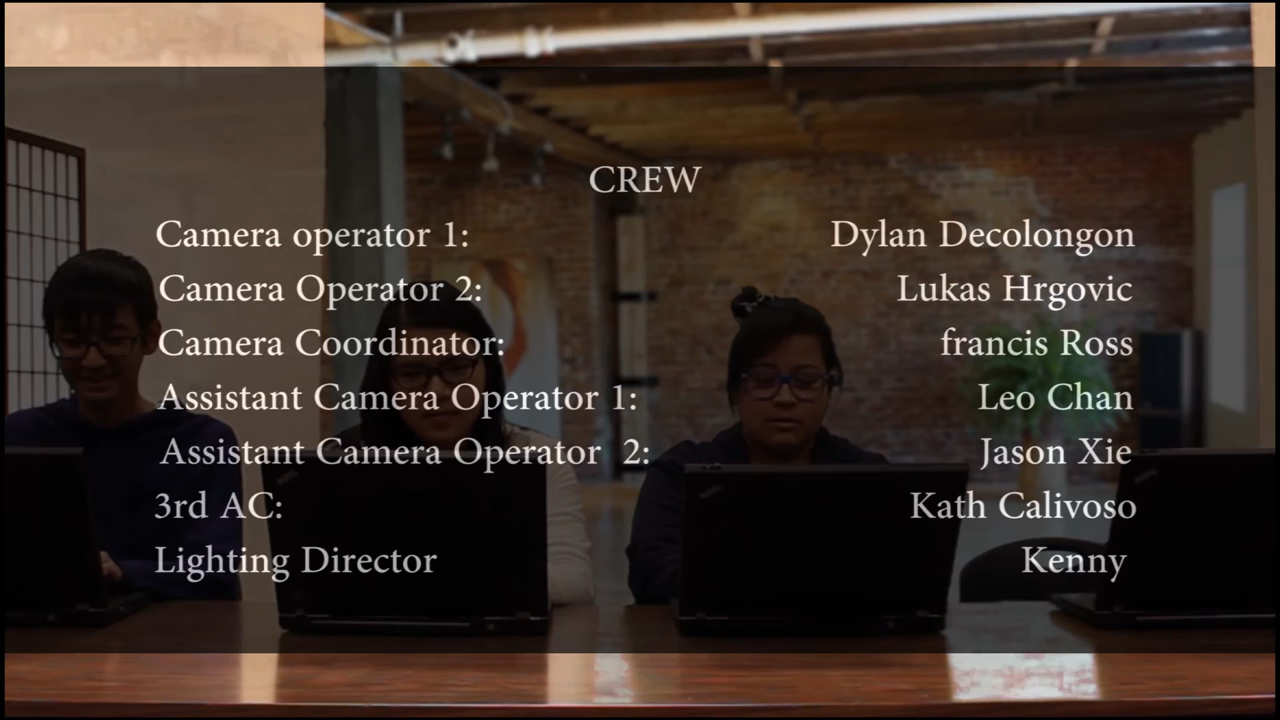 CREW
Camera operator 1: Dylan Decolongon
Camera Operator 2: Lukas Hrgovic
Camera Coordinator: francis Ross
Assistant Camera Operator 1: Leo Chan
Assistant Camera Operator 2: Jason Xie
3rd AC: Kath Calivoso
Lighting Director Kenny